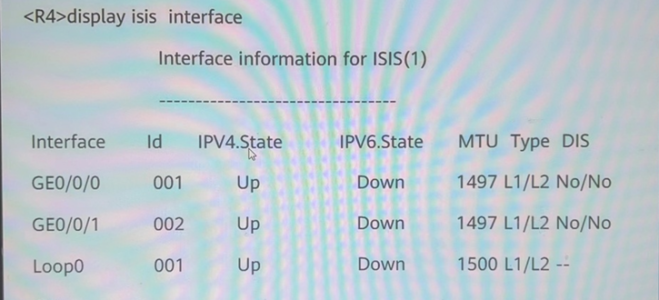 <R4>display isis interface
Interface information for ISIS(1)
---------------------------------
Interface Id IPV4.State IPV6.State MTU Type DIS
GE0/0/0 001 Up Down 1497 L1/L2 No/No
GE0/0/1 002 Up Down 1497 L1/L2 No/No
Loop0 001 Up Down 1500 L1/L2 --